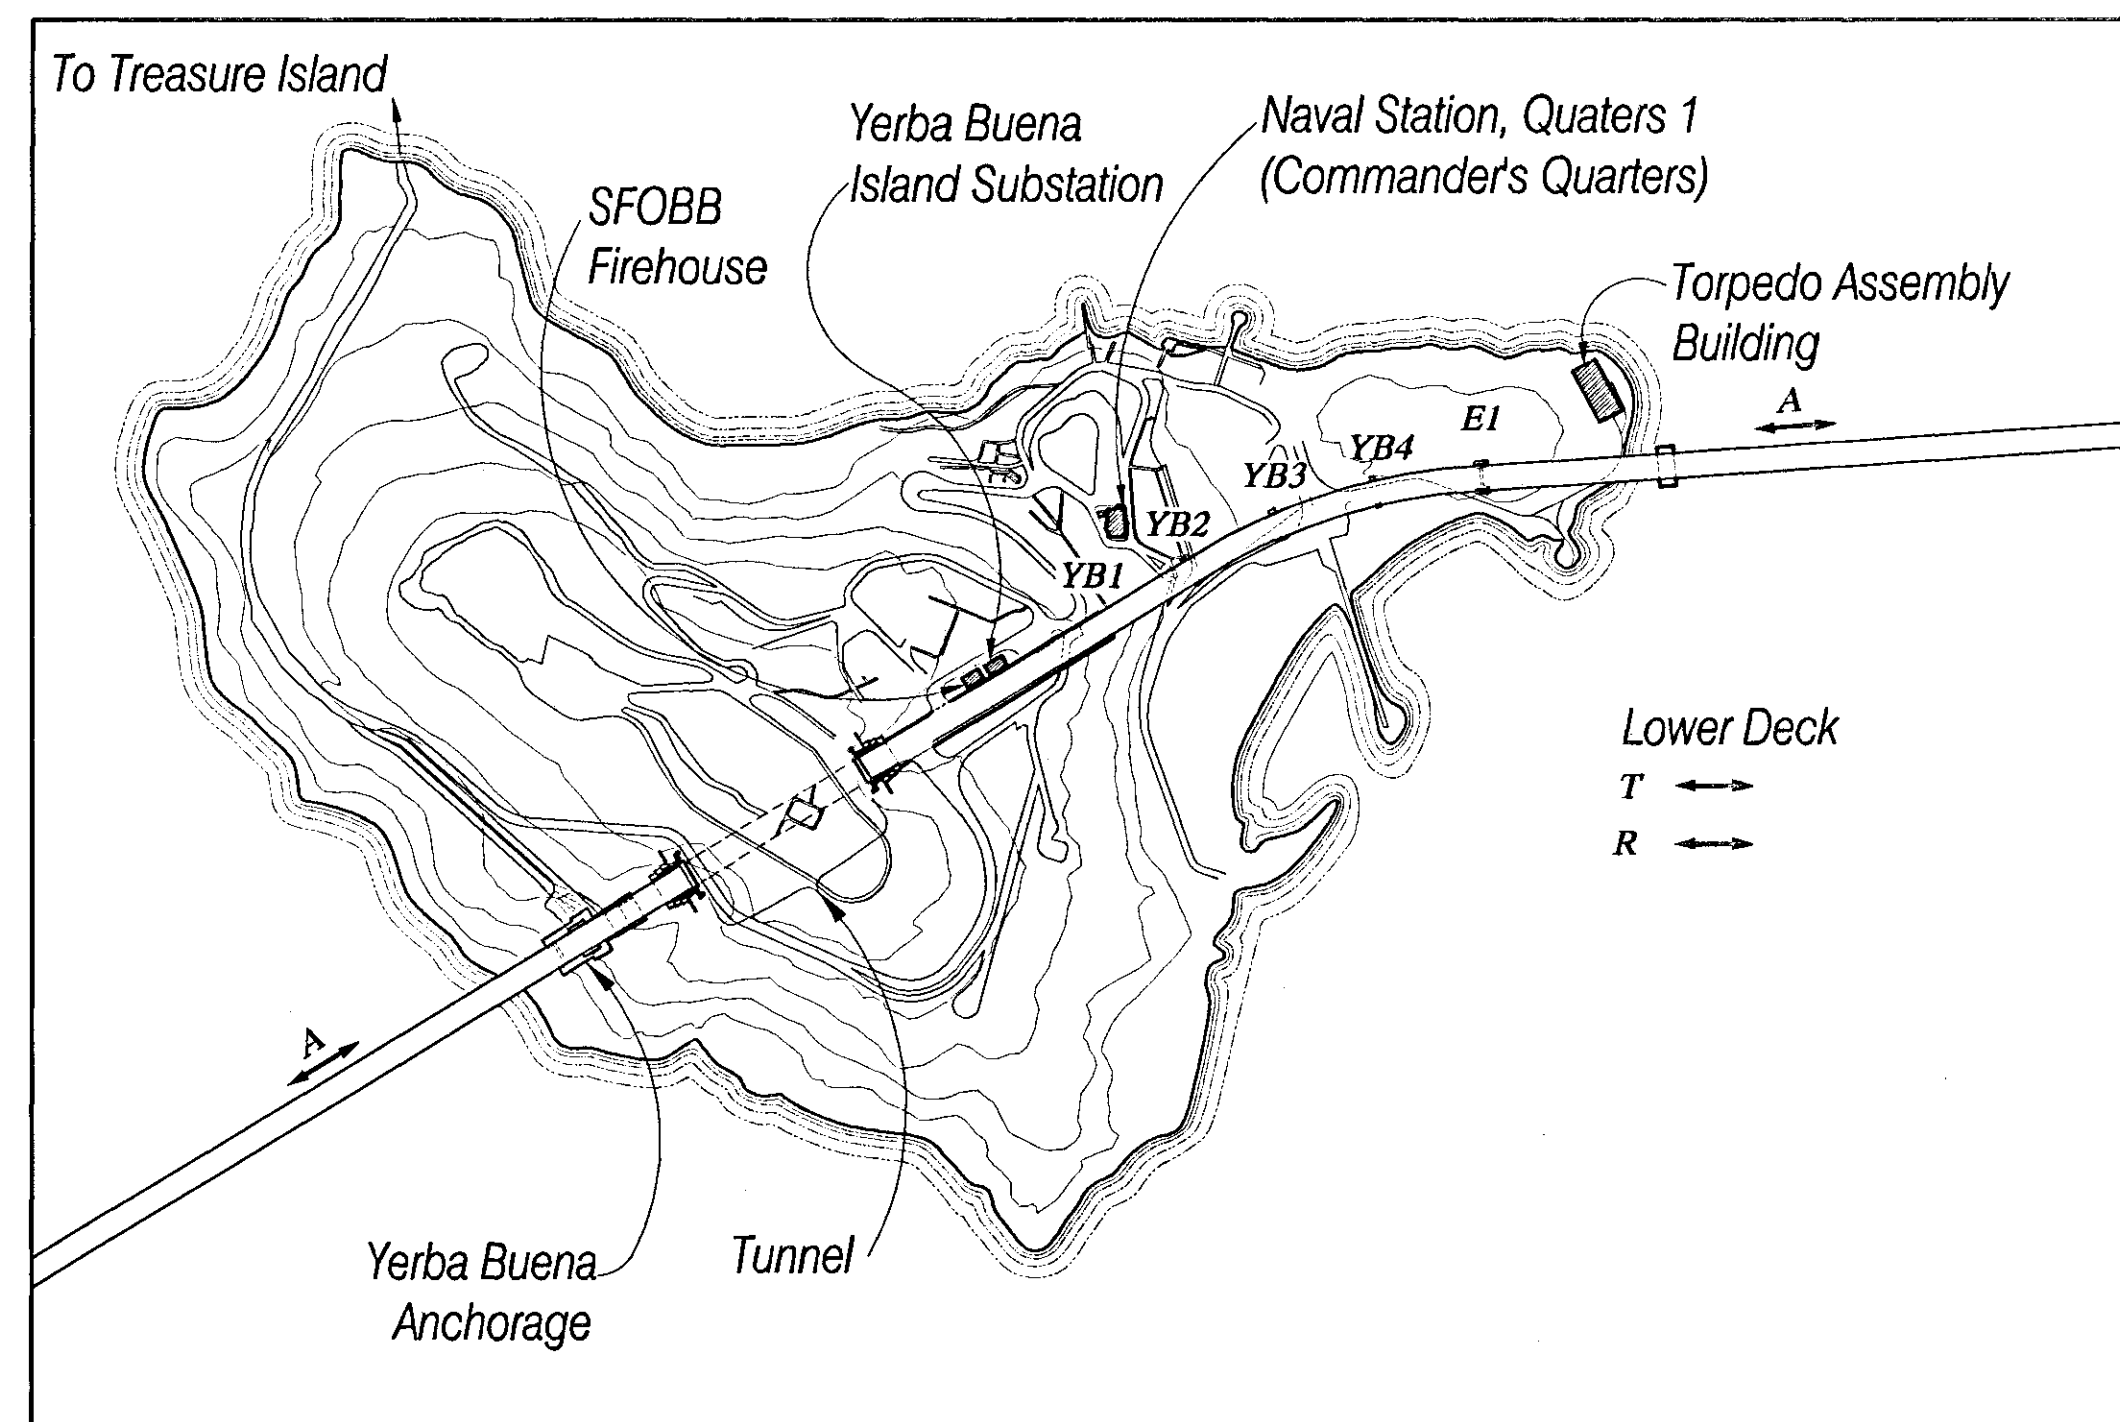 To Treasure Island
SFOBB
Firehouse
Yerba Buena
Island Substation
Naval Station, Quaters 1
(Commander's Quarters)
Torpedo Assembly
Building
A
E1
YB4
YB3
YB2
YB1
Lower Deck
T
R
A
Yerba Buena
Anchorage
Tunnel